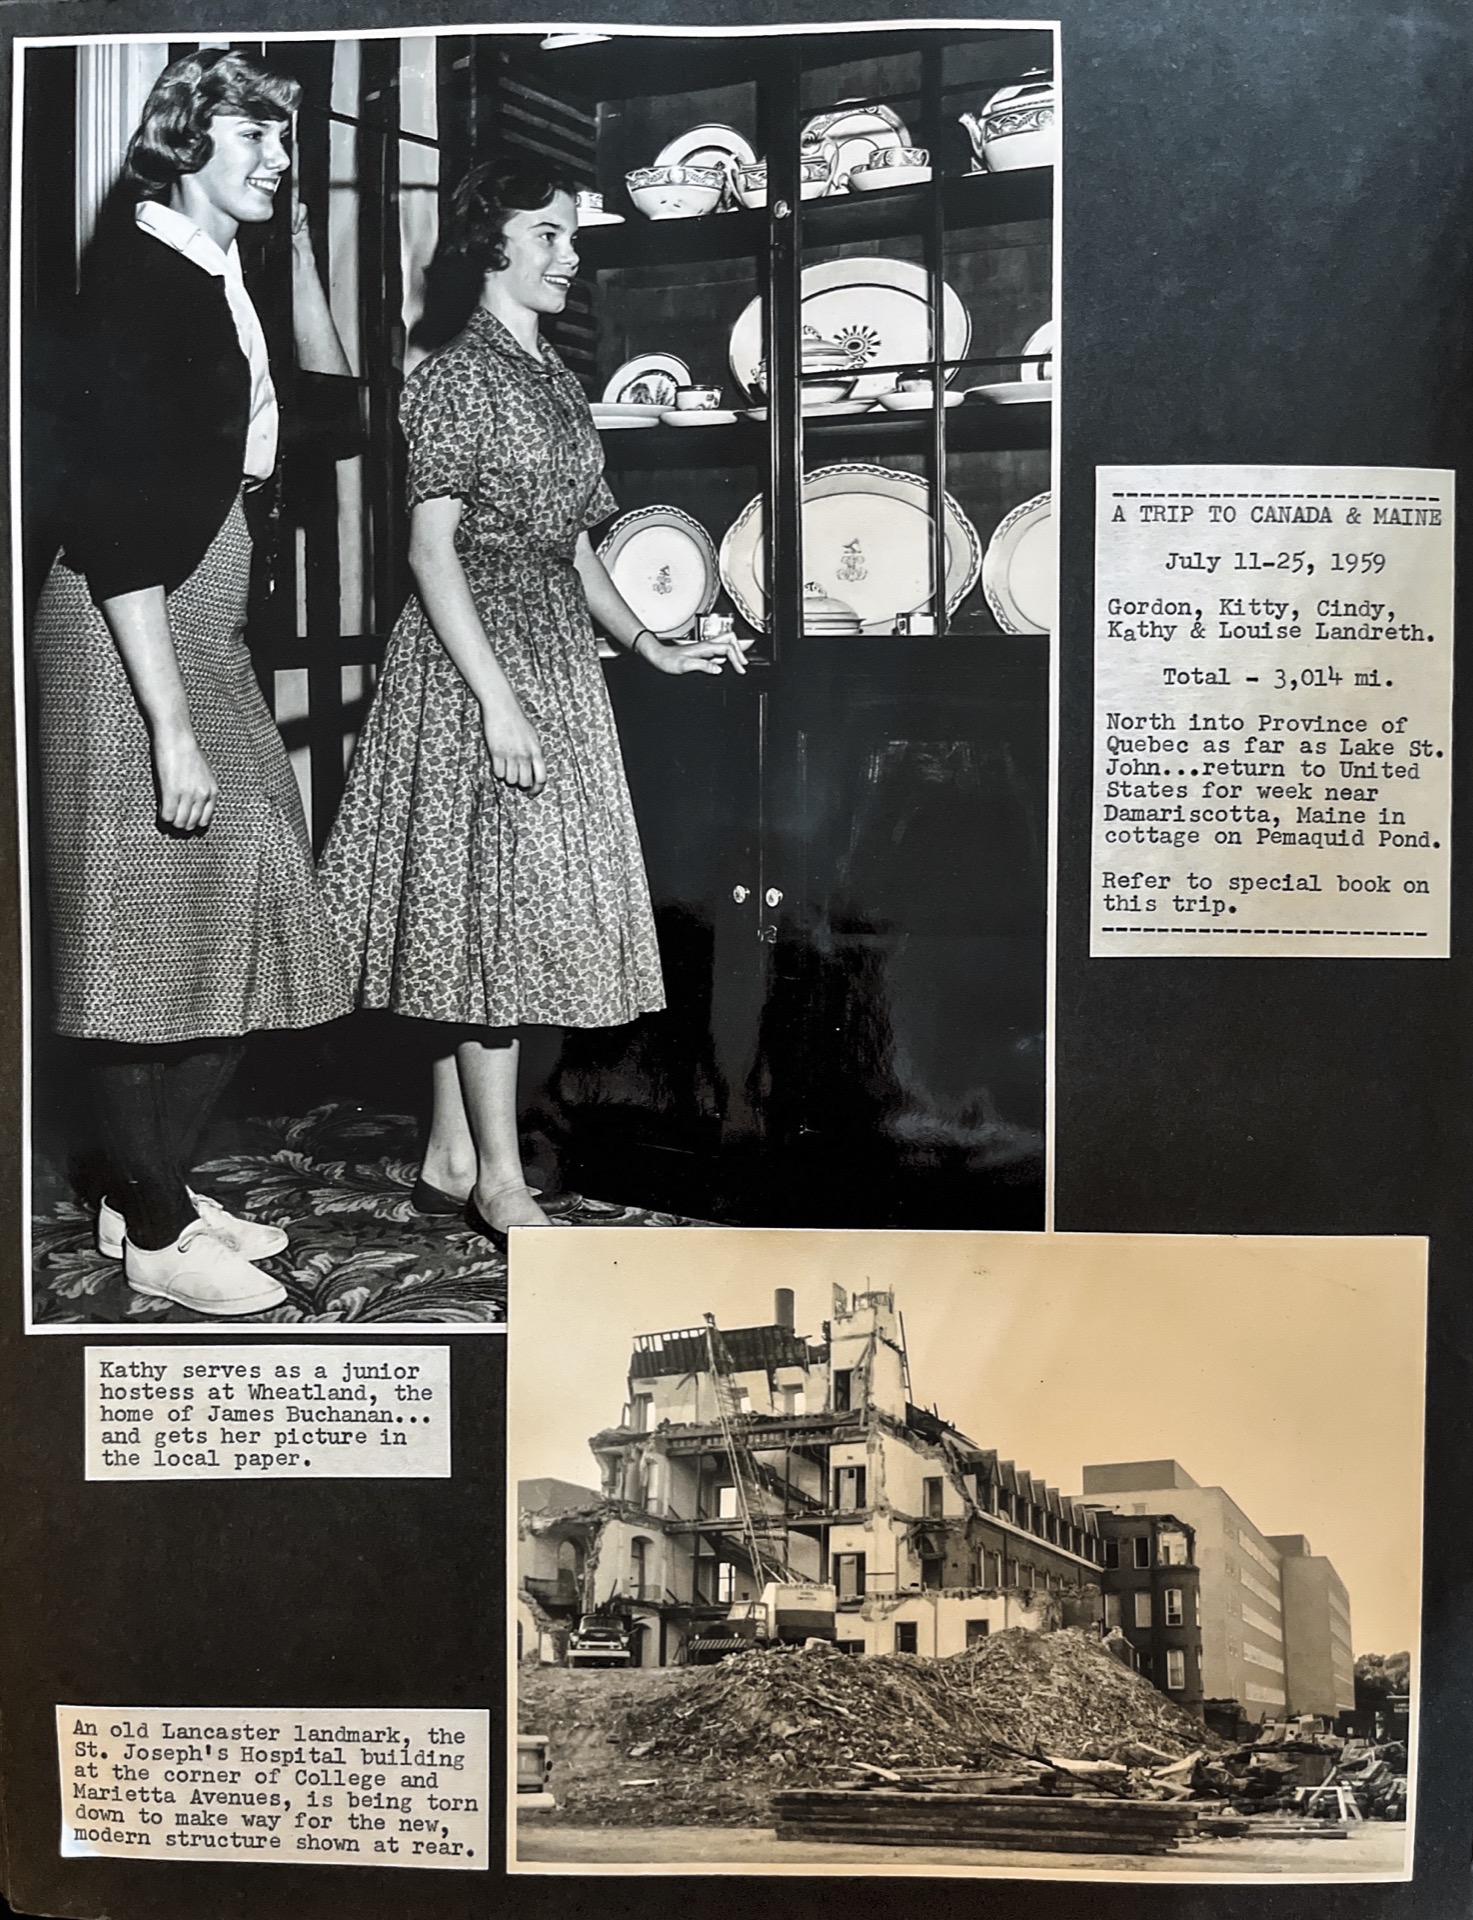 A TRIP TO CANADA & MAINE
July 11-25, 1959
Gordon, Kitty, Cindy,
Kathy & Louise Landreth.
Total - 3,014 mi.
North into Province of
Quebec as far as Lake St.
John...return to United
States for week near
Damariscotta, Maine in
cottage on Pemaquid Pond.
Refer to special book on
this trip.
Kathy serves as a junior
hostess at Wheatland, the
home of James Buchanan...
and gets her picture in
the local paper.
An old Lancaster landmark, the
St. Joseph's Hospital building
at the corner of College and
Marietta Avenues, is being torn
down to make way for the new,
modern structure shown at rear.